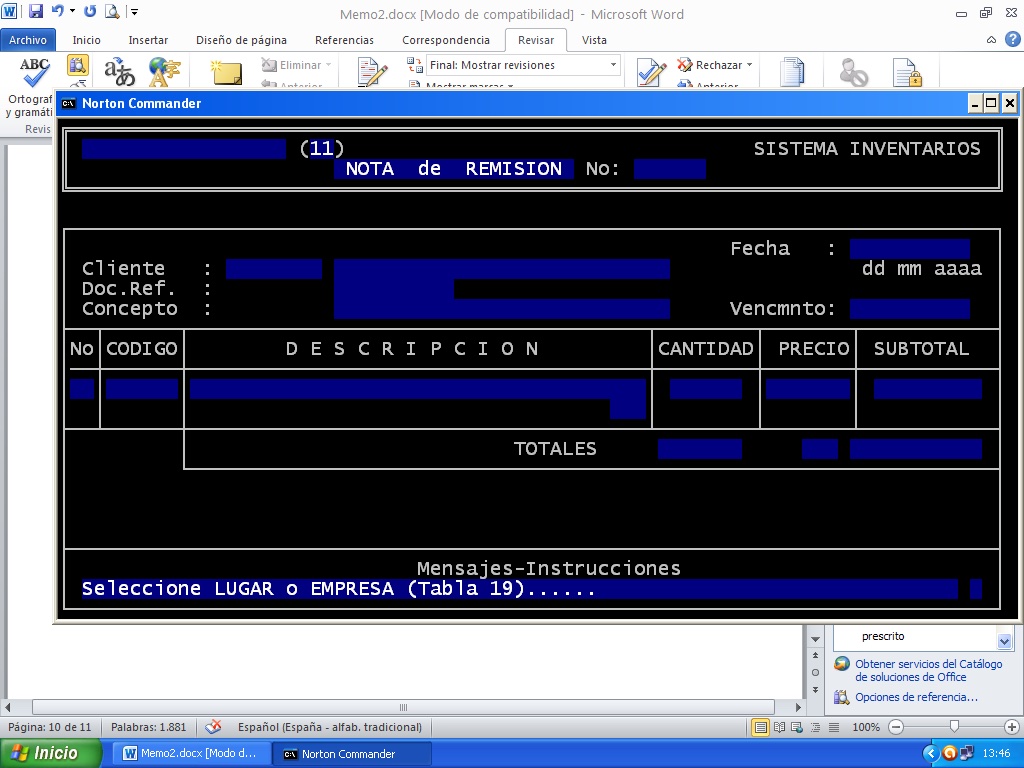 Memo2.docx [Modo de compatibilidad] - Microsoft Word
Archivo Inicio Insertar Diseño de página Referencias Correspondencia Revisar Vista
ABC
Ortograf
y gramáti
Revis
Eliminar
Anterior
Final: Mostrar revisiones
Mostrar marcas
Rechazar
Anterior
Norton Commander
(11) SISTEMA INVENTARIOS
NOTA de REMISION No:
Fecha :
Cliente : dd mm aaaa
Doc.Ref. :
Concepto : Vencmnto:
No CODIGO D E S C R I P C I O N CANTIDAD PRECIO SUBTOTAL
TOTALES
Mensajes-Instrucciones
Seleccione LUGAR o EMPRESA (Tabla 19)......
prescrito
Obtener servicios del Catálogo
de soluciones de Office
Opciones de referencia...
Página: 10 de 11 Palabras: 1.881 Español (España - alfab. tradicional) 100%
Inicio Memo2.docx [Modo d... Norton Commander 13:46